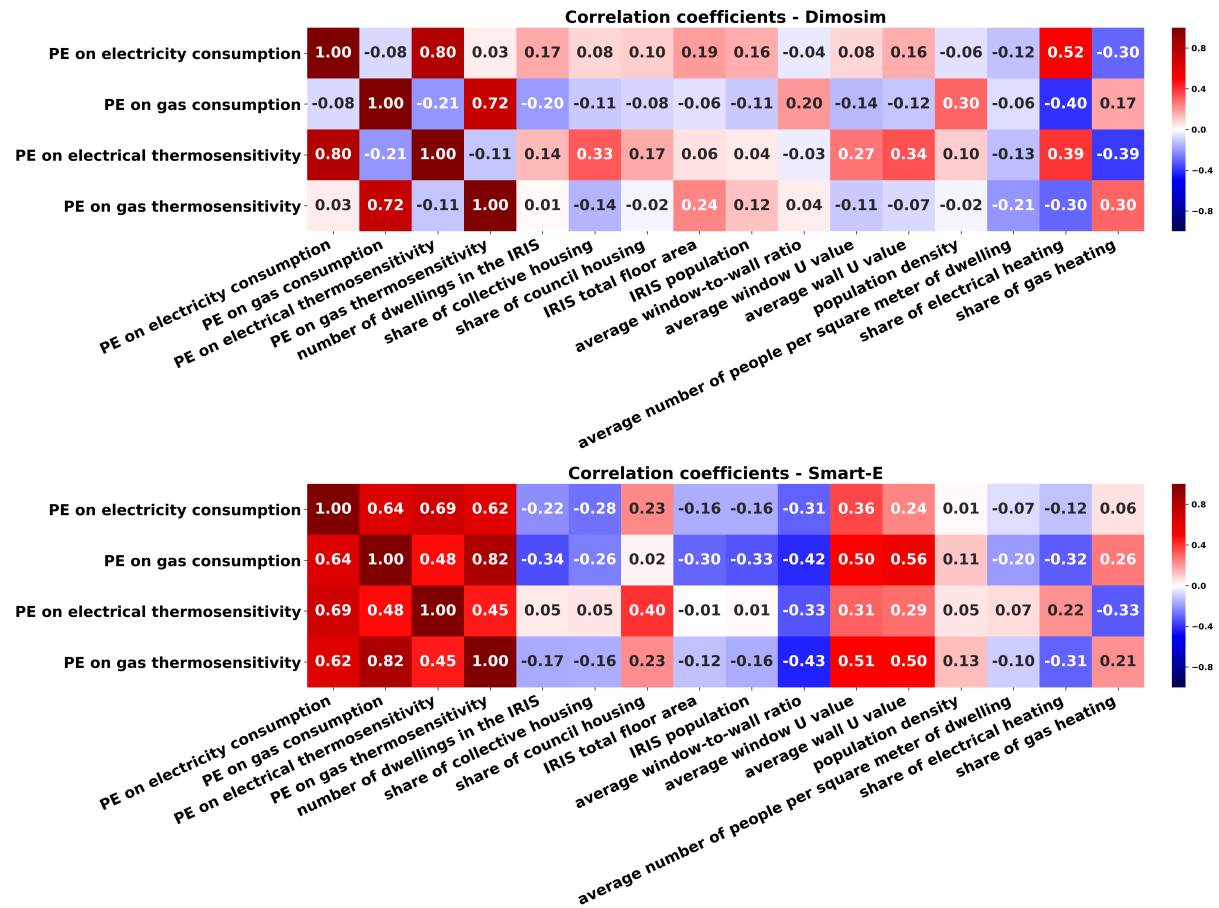 Correlation coefficients - Dimosim
PE on electricity consumption 1.00 -0.08 0.80 0.03 0.17 0.08 0.10 0.19 0.16 -0.04 0.08 0.16 -0.06 -0.12 0.52 -0.30
PE on gas consumption -0.08 1.00 -0.21 0.72 -0.20 -0.11 -0.08 -0.06 -0.11 0.20 -0.14 -0.12 0.30 -0.06 -0.40 0.17
PE on electrical thermosensitivity 0.80 -0.21 1.00 -0.11 0.14 0.33 0.17 0.06 0.04 -0.03 0.27 0.34 0.10 -0.13 0.39 -0.39
PE on gas thermosensitivity 0.03 0.72 -0.11 1.00 0.01 -0.14 -0.02 0.24 0.12 0.04 -0.11 -0.07 -0.02 -0.21 -0.30 0.30
0.8
0.4
0.0
−0.4
−0.8
PE on electricity consumption
PE on gas consumption
PE on electrical thermosensitivity
PE on gas thermosensitivity
number of dwellings in the IRIS
share of collective housing
share of council housing
IRIS total floor area
IRIS population
average window-to-wall ratio
average window U value
average wall U value
population density
average number of people per square meter of dwelling
share of electrical heating
share of gas heating
Correlation coefficients - Smart-E
PE on electricity consumption 1.00 0.64 0.69 0.62 -0.22 -0.28 0.23 -0.16 -0.16 -0.31 0.36 0.24 0.01 -0.07 -0.12 0.06
PE on gas consumption 0.64 1.00 0.48 0.82 -0.34 -0.26 0.02 -0.30 -0.33 -0.42 0.50 0.56 0.11 -0.20 -0.32 0.26
PE on electrical thermosensitivity 0.69 0.48 1.00 0.45 0.05 0.05 0.40 -0.01 0.01 -0.33 0.31 0.29 0.05 0.07 0.22 -0.33
PE on gas thermosensitivity 0.62 0.82 0.45 1.00 -0.17 -0.16 0.23 -0.12 -0.16 -0.43 0.51 0.50 0.13 -0.10 -0.31 0.21
0.8
0.4
0.0
−0.4
−0.8
PE on electricity consumption
PE on gas consumption
PE on electrical thermosensitivity
PE on gas thermosensitivity
number of dwellings in the IRIS
share of collective housing
share of council housing
IRIS total floor area
IRIS population
average window-to-wall ratio
average window U value
average wall U value
population density
average number of people per square meter of dwelling
share of electrical heating
share of gas heating